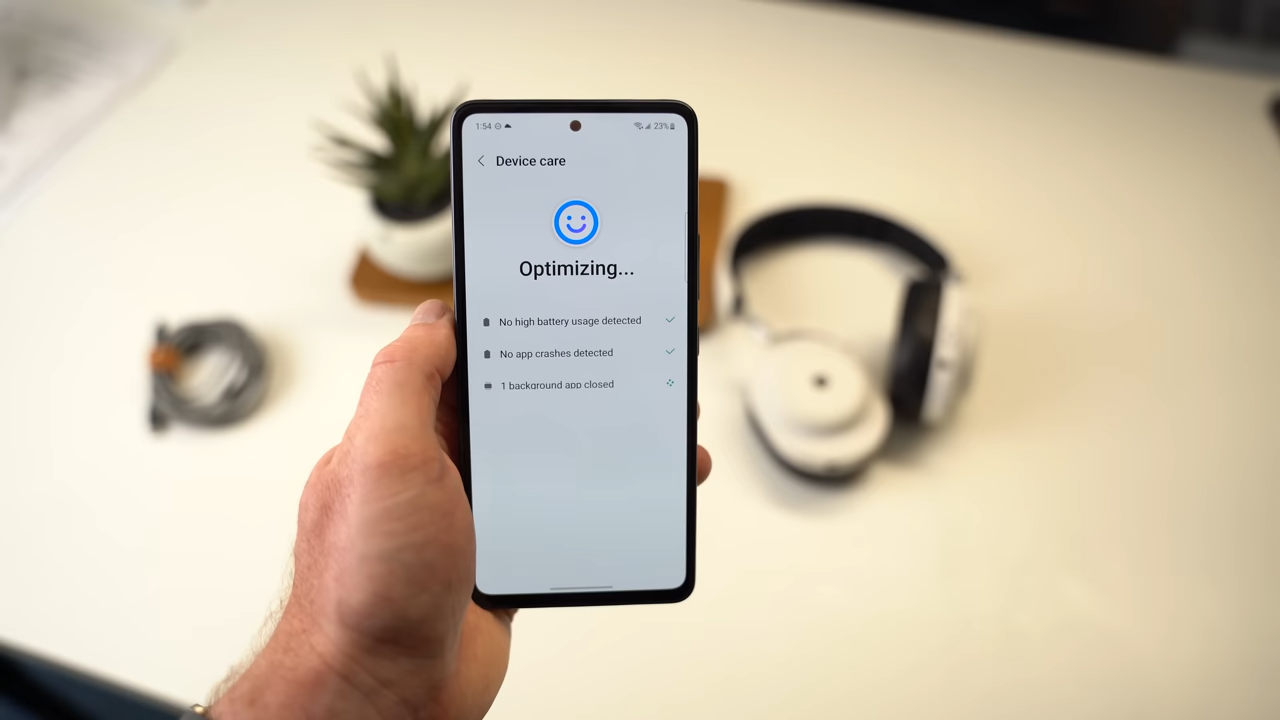 1:54 23%
Device care
Optimizing...
No high battery usage detected
No app crashes detected
1 background app closed